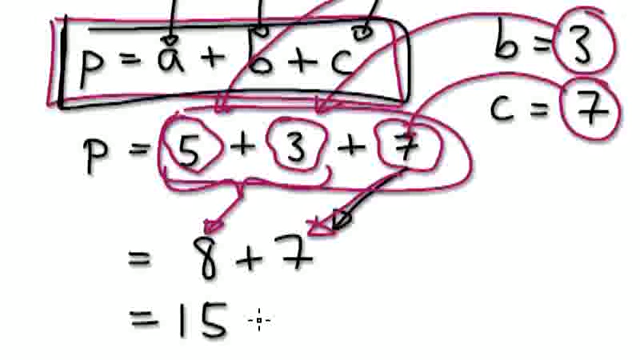 p = a + b + c
b = 3
c = 7
p = 5 + 3 + 7
= 8 + 7
= 15